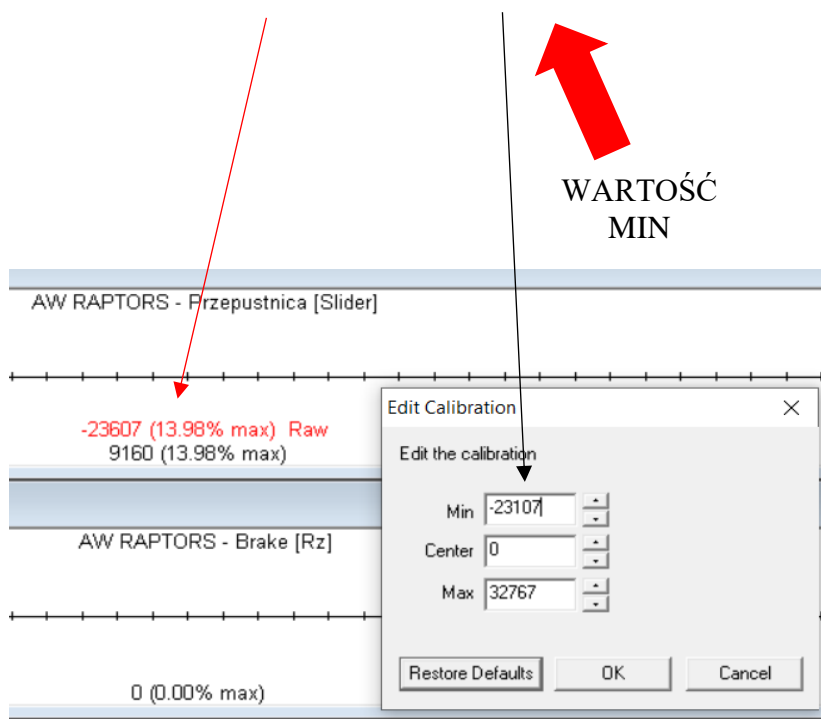 WARTOŚĆ
MIN
AW RAPTORS - Przepustnica [Slider]
-23607 (13.98% max) Raw
9160 (13.98% max)
Edit Calibration
Edit the calibration
Min -23107
Center 0
Max 32767
AW RAPTORS - Brake [Rz]
0 (0.00% max)
Restore Defaults OK Cancel